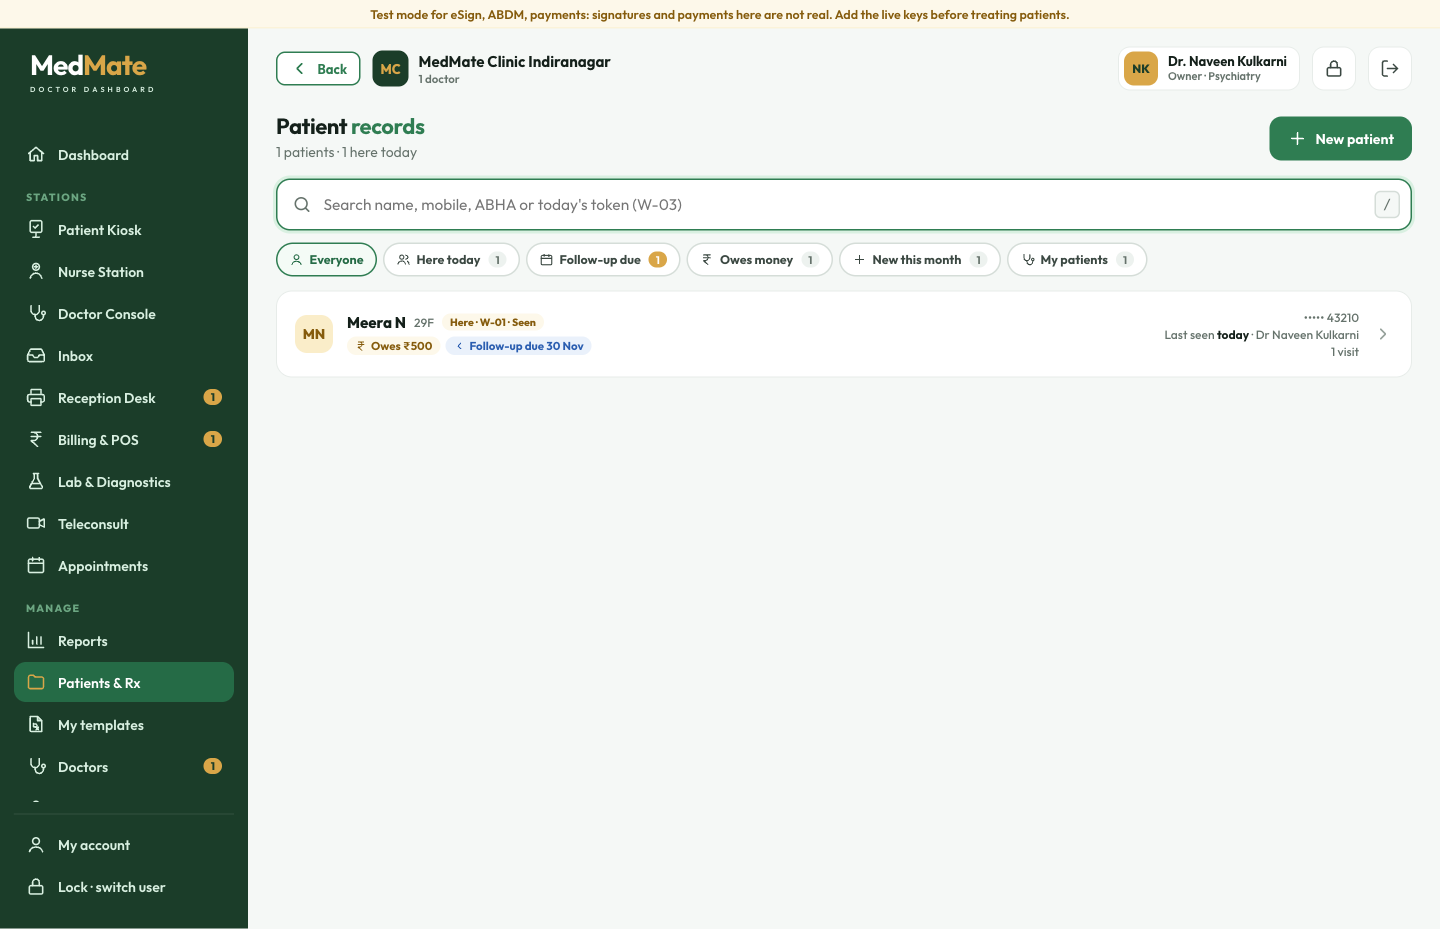 Test mode for eSign, ABDM, payments: signatures and payments here are not real. Add the live keys before treating patients.
MedMate
DOCTOR DASHBOARD
Dashboard
STATIONS
Patient Kiosk
Nurse Station
Doctor Console
Inbox
Reception Desk 1
Billing & POS 1
Lab & Diagnostics
Teleconsult
Appointments
MANAGE
Reports
Patients & Rx
My templates
Doctors 1
My account
Lock · switch user
Back
MC
MedMate Clinic Indiranagar
1 doctor
NK
Dr. Naveen Kulkarni
Owner · Psychiatry
Patient records
1 patients · 1 here today
New patient
Search name, mobile, ABHA or today's token (W-03) /
Everyone Here today 1 Follow-up due 1 ₹ Owes money 1 New this month 1 My patients 1
MN
Meera N 29F Here · W-01 · Seen
₹ Owes ₹500 Follow-up due 30 Nov
••••• 43210
Last seen today · Dr Naveen Kulkarni
1 visit